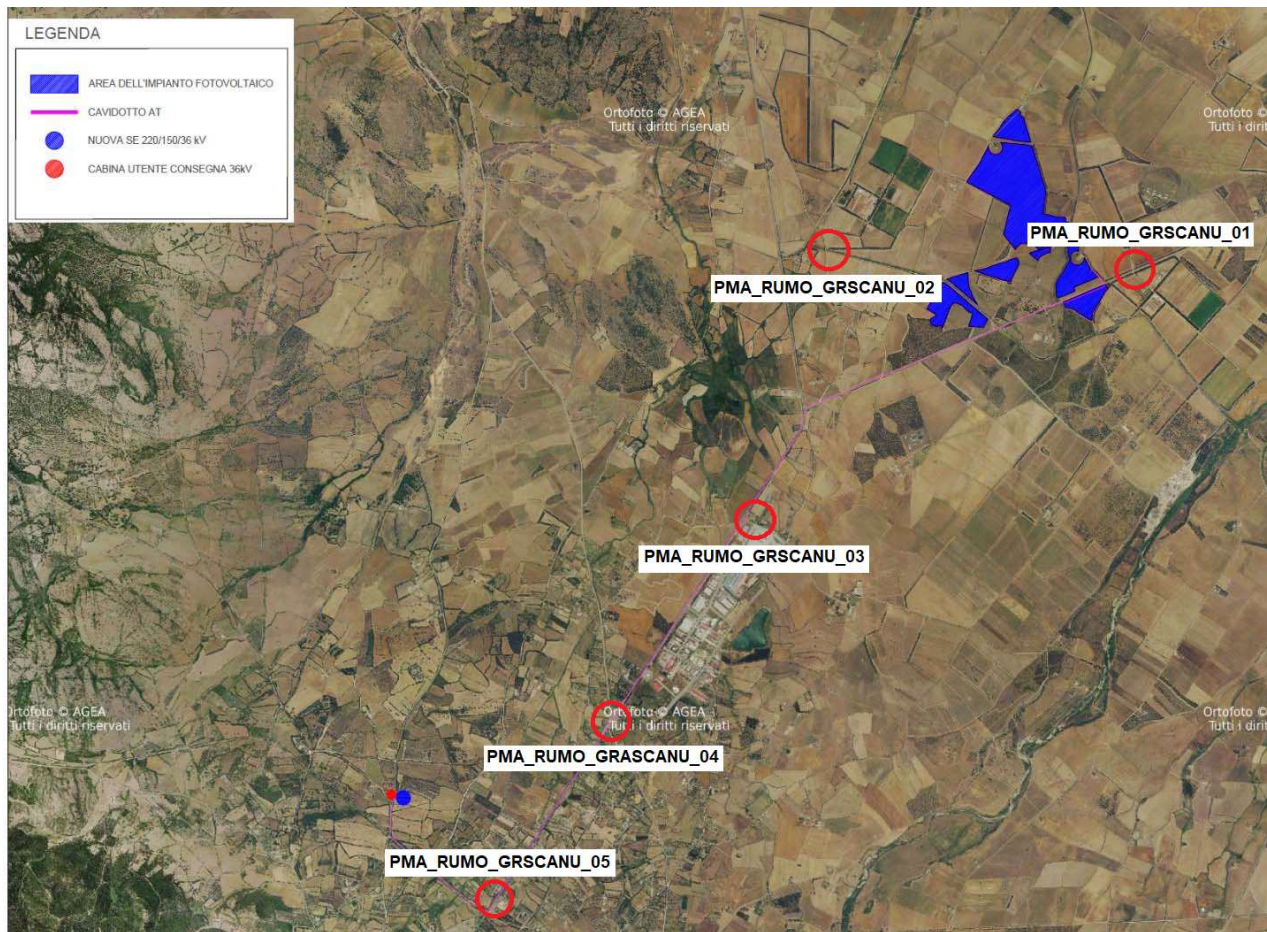 LEGENDA
AREA DELL'IMPIANTO FOTOVOLTAICO
CAVIDOTTO AT
NUOVA SE 220/150/36 kV
CABINA UTENTE CONSEGNA 36kV
Ortofoto © AGEA
Tutti i diritti riservati
Ortofoto ©
Tutti i diriti
PMA_RUMO_GRSCANU_01
PMA_RUMO_GRSCANU_02
PMA_RUMO_GRSCANU_03
Ortofoto © AGEA
Tutti i diritti riservati
Ortofoto © AGEA
Tutti i diritti riservati
Ortofoto ©
Tutti i dirit
PMA_RUMO_GRASCANU_04
PMA_RUMO_GRSCANU_05